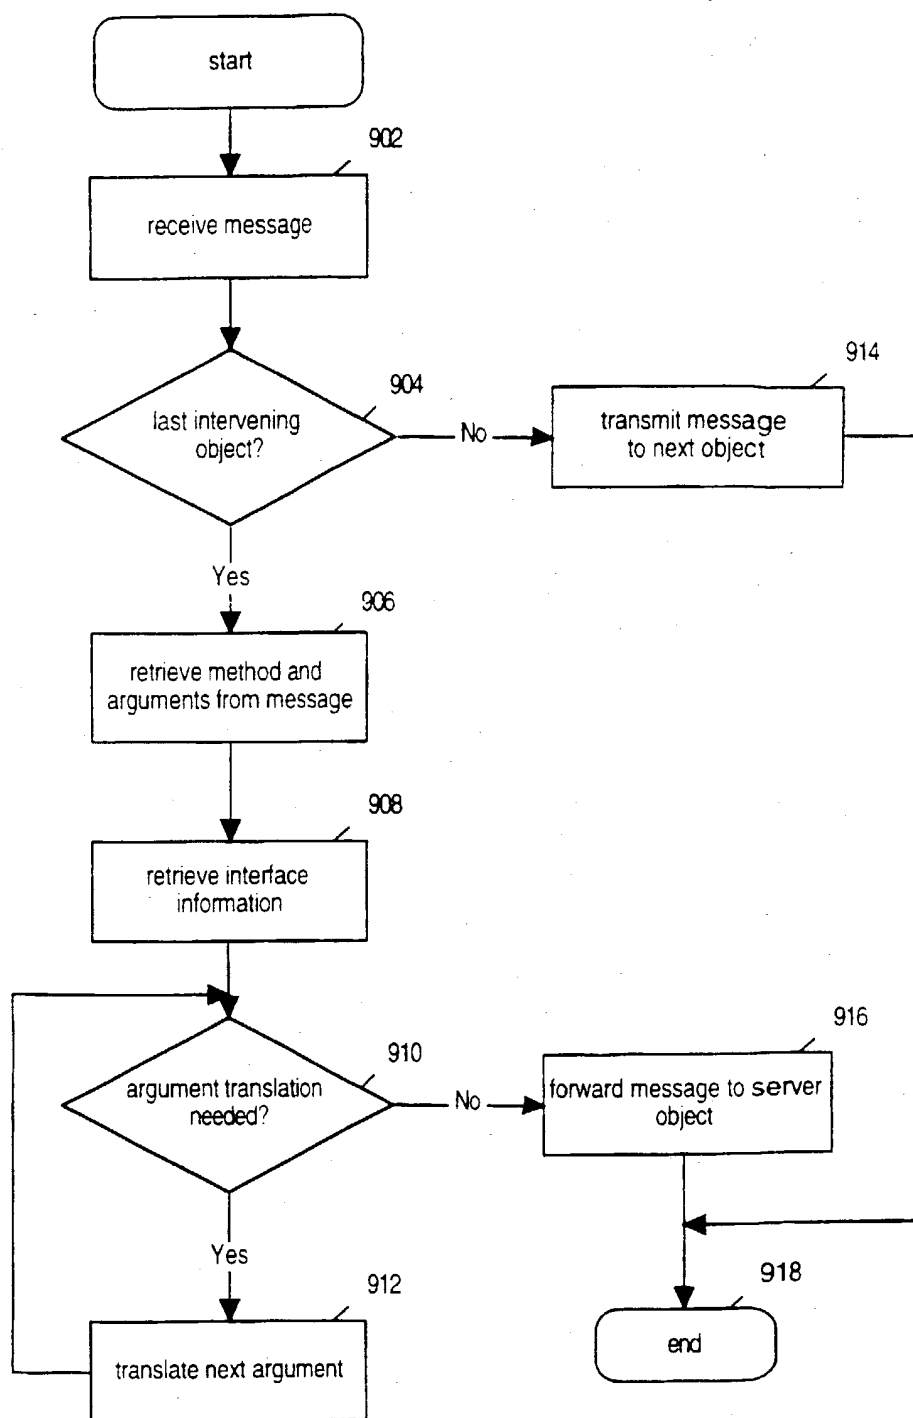 start
902
receive message
904
last intervening
object?
No
914
transmit message
to next object
Yes
906
retrieve method and
arguments from message
908
retrieve interface
information
910
argument translation
needed?
No
916
forward message to server
object
Yes
912
translate next argument
918
end